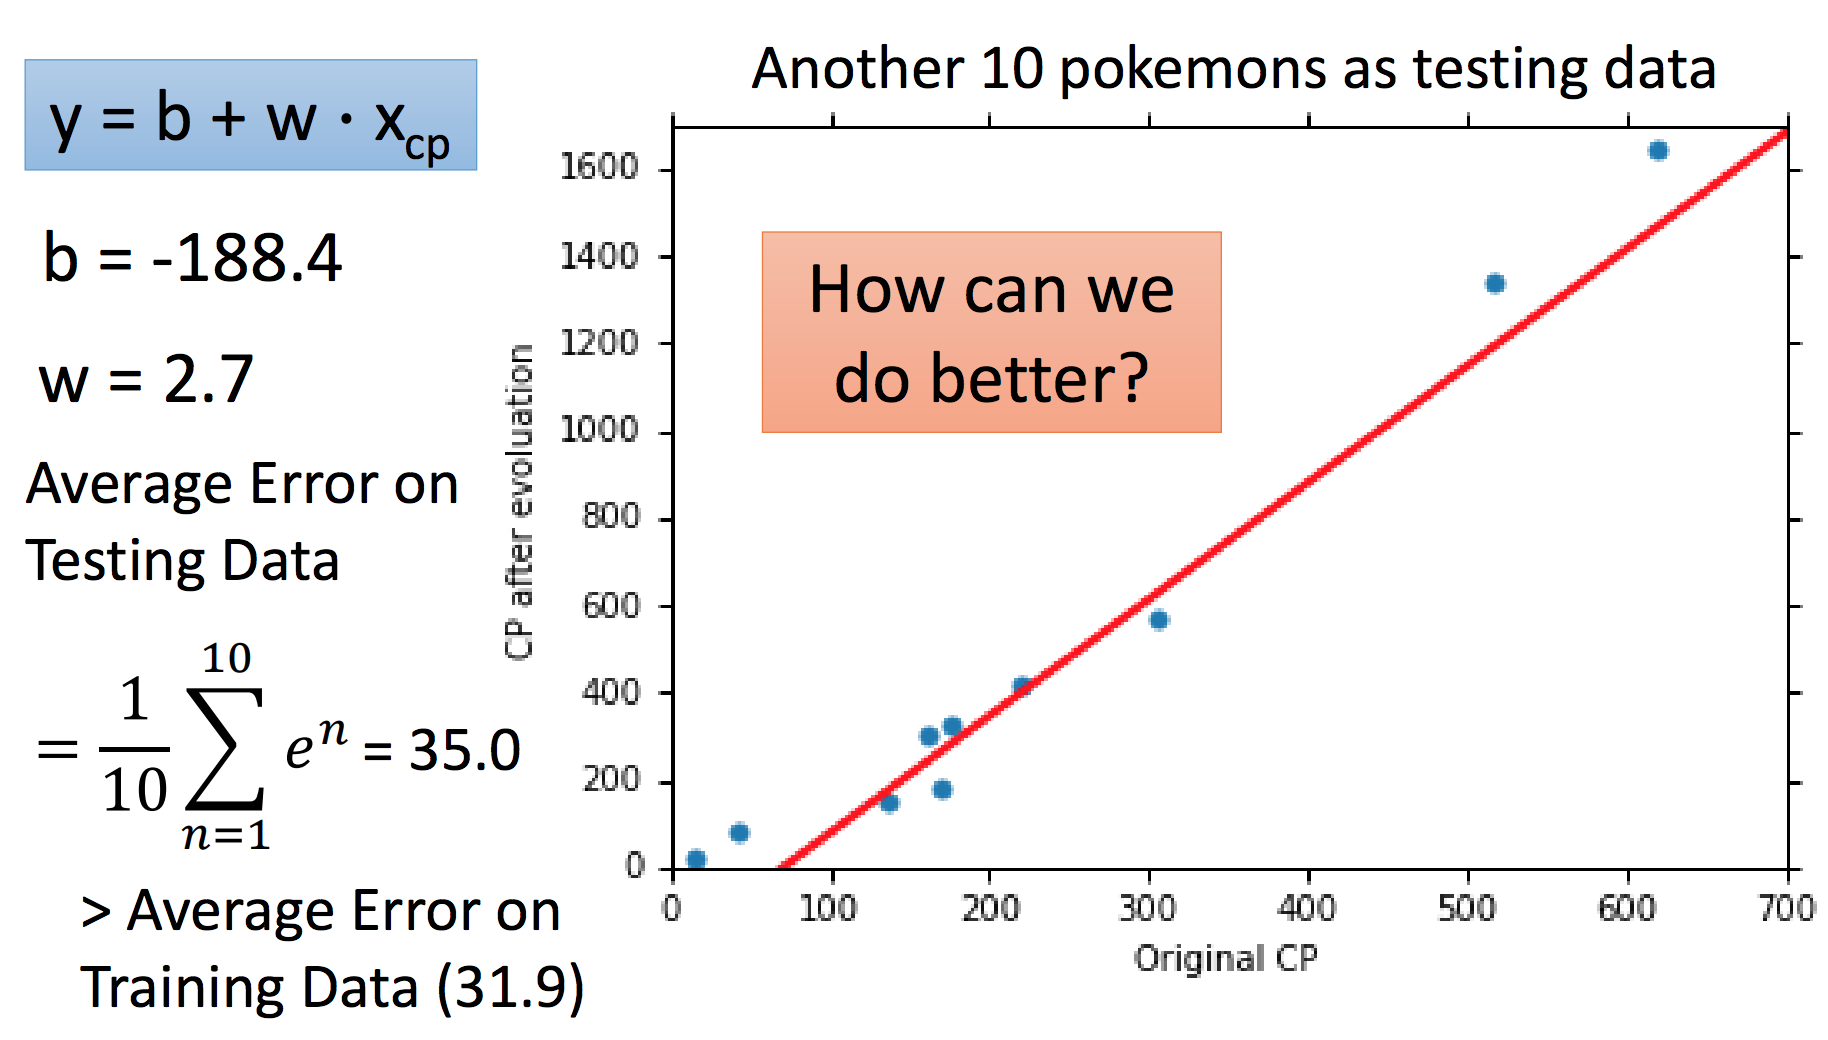 Another 10 pokemons as testing data
y = b + w · xcp
b = -188.4
w = 2.7
Average Error on
Testing Data
= 1/10 ∑ n=1 10 eⁿ = 35.0
> Average Error on
Training Data (31.9)
How can we
do better?
CP after evoluation
1600
1400
1200
1000
800
600
400
200
0
0 100 200 300 400 500 600 700
Original CP